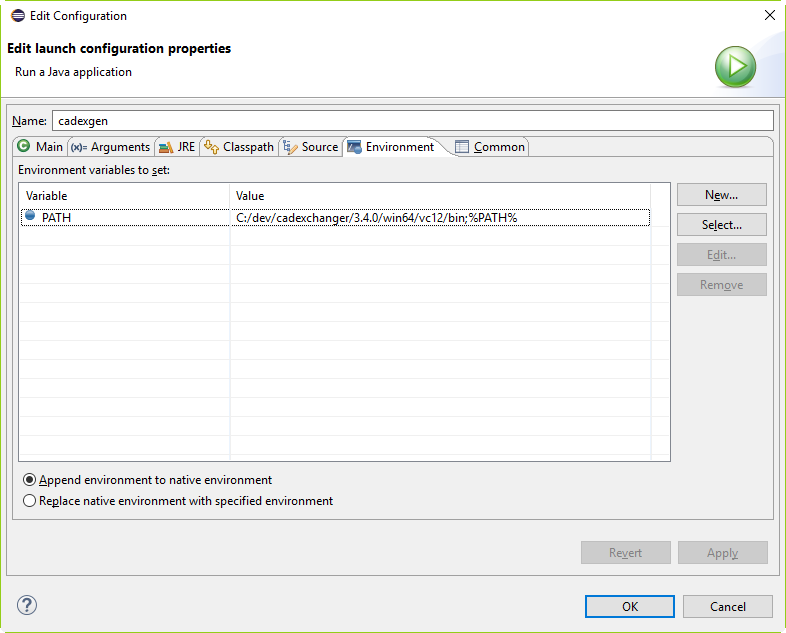 Edit Configuration
Edit launch configuration properties
Run a Java application
Name: cadexgen
Main (x)= Arguments JRE Classpath Source Environment Common
Environment variables to set:
Variable Value
PATH C:/dev/cadexchanger/3.4.0/win64/vc12/bin;%PATH%
New...
Select...
Edit...
Remove
Append environment to native environment
Replace native environment with specified environment
Revert Apply
? OK Cancel